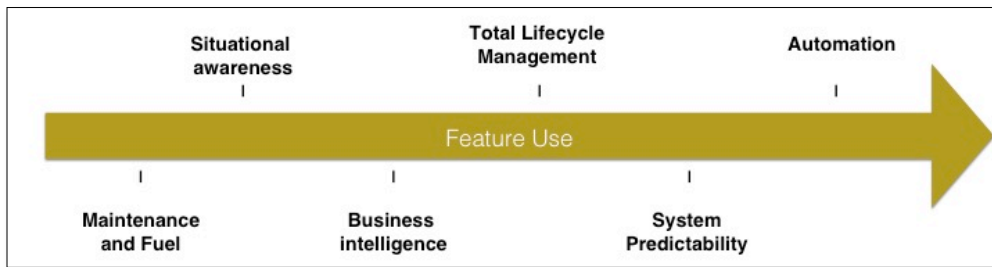 Situational
awareness
Total Lifecycle
Management
Automation
Feature Use
Maintenance
and Fuel
Business
intelligence
System
Predictability